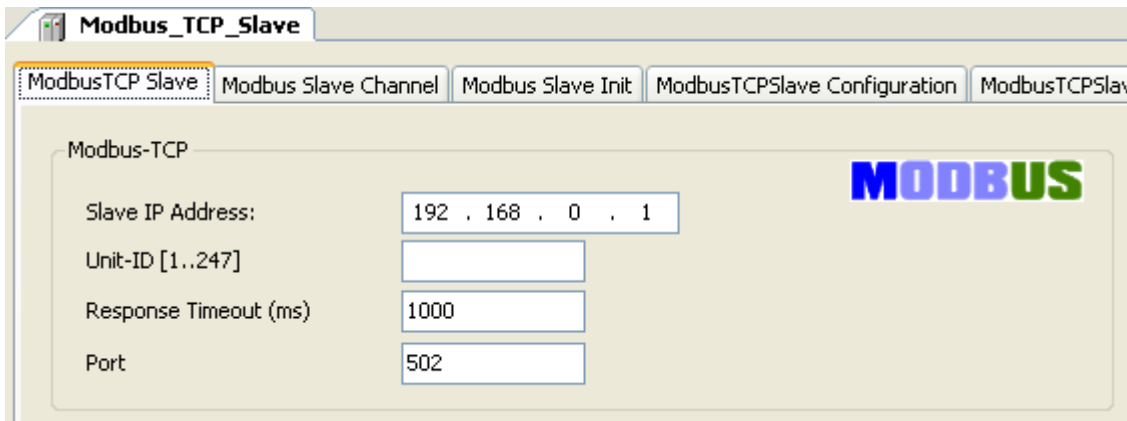 Modbus_TCP_Slave
ModbusTCP Slave Modbus Slave Channel Modbus Slave Init ModbusTCPSlave Configuration ModbusTCPSlav
Modbus-TCP
MODBUS
Slave IP Address: 192 . 168 . 0 . 1
Unit-ID [1..247]
Response Timeout (ms) 1000
Port 502